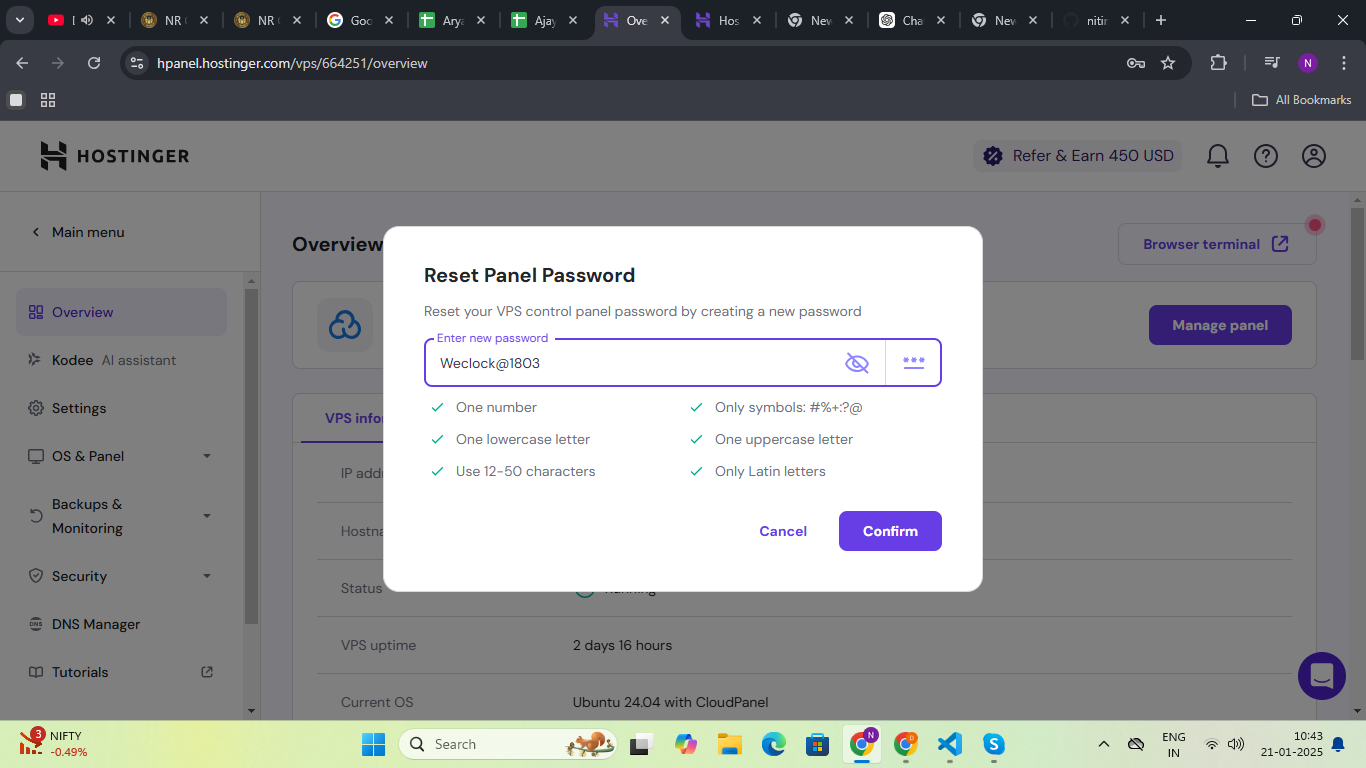 NR
NR
Goo
Arya
Ajay
Ove
Hos
New
Cha
New
nitir
hpanel.hostinger.com/vps/664251/overview
N
All Bookmarks
HOSTINGER
Refer & Earn 450 USD
Main menu
Overview
Browser terminal
Manage panel
Overview
Kodee AI assistant
Settings
OS & Panel
Backups &
Monitoring
Security
DNS Manager
Tutorials
Reset Panel Password
Reset your VPS control panel password by creating a new password
Enter new password
Weclock@1803
One number
Only symbols: #%+:?@
One lowercase letter
One uppercase letter
Use 12-50 characters
Only Latin letters
Cancel
Confirm
VPS infor
IP addr
Hostna
Status
Running
VPS uptime
2 days 16 hours
Current OS
Ubuntu 24.04 with CloudPanel
3
NIFTY
-0.49%
Search
N
ENG
IN
10:43
21-01-2025